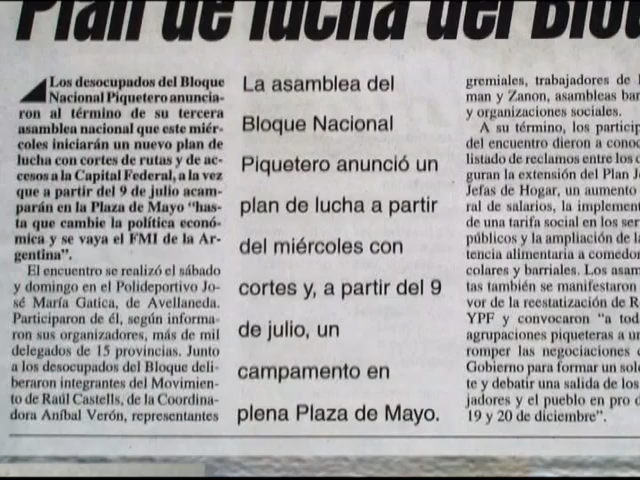 Plan de lucha del
Los desocupados del Bloque
Nacional Piquetero anuncia-
ron al término de su tercera
asamblea nacional que este miér-
coles iniciarán un nuevo plan de
lucha con cortes de rutas y de ac-
cesos a la Capital Federal, a la vez
que a partir del 9 de julio acam-
parán en la Plaza de Mayo “has-
ta que cambie la política econó-
mica y se vaya el FMI de la Ar-
gentina”.
El encuentro se realizó el sábado
y domingo en el Polideportivo Jo-
sé María Gatica, de Avellaneda.
Participaron de él, según informa-
ron sus organizadores, más de mil
delegados de 15 provincias. Junto
a los desocupados del Bloque deli-
beraron integrantes del Movimien-
to de Raúl Castells, de la Coordina-
dora Aníbal Verón, representantes
La asamblea del
Bloque Nacional
Piquetero anunció un
plan de lucha a partir
del miércoles con
cortes y, a partir del 9
de julio, un
campamento en
plena Plaza de Mayo.
gremiales, trabajadores de
man y Zanon, asambleas bar
y organizaciones sociales.
A su término, los particip
del encuentro dieron a conoc
listado de reclamos entre los
guran la extensión del Plan J
Jefas de Hogar, un aumento
ral de salarios, la implement
de una tarifa social en los ser
públicos y la ampliación de la
tencia alimentaria a comedor
colares y barriales. Los asam
tas también se manifestaron
vor de la reestatización de R
YPF y convocaron “a tod
agrupaciones piqueteras a un
romper las negociaciones
Gobierno para formar un solo
te y debatir una salida de los
jadores y el pueblo en pro d
19 y 20 de diciembre”.